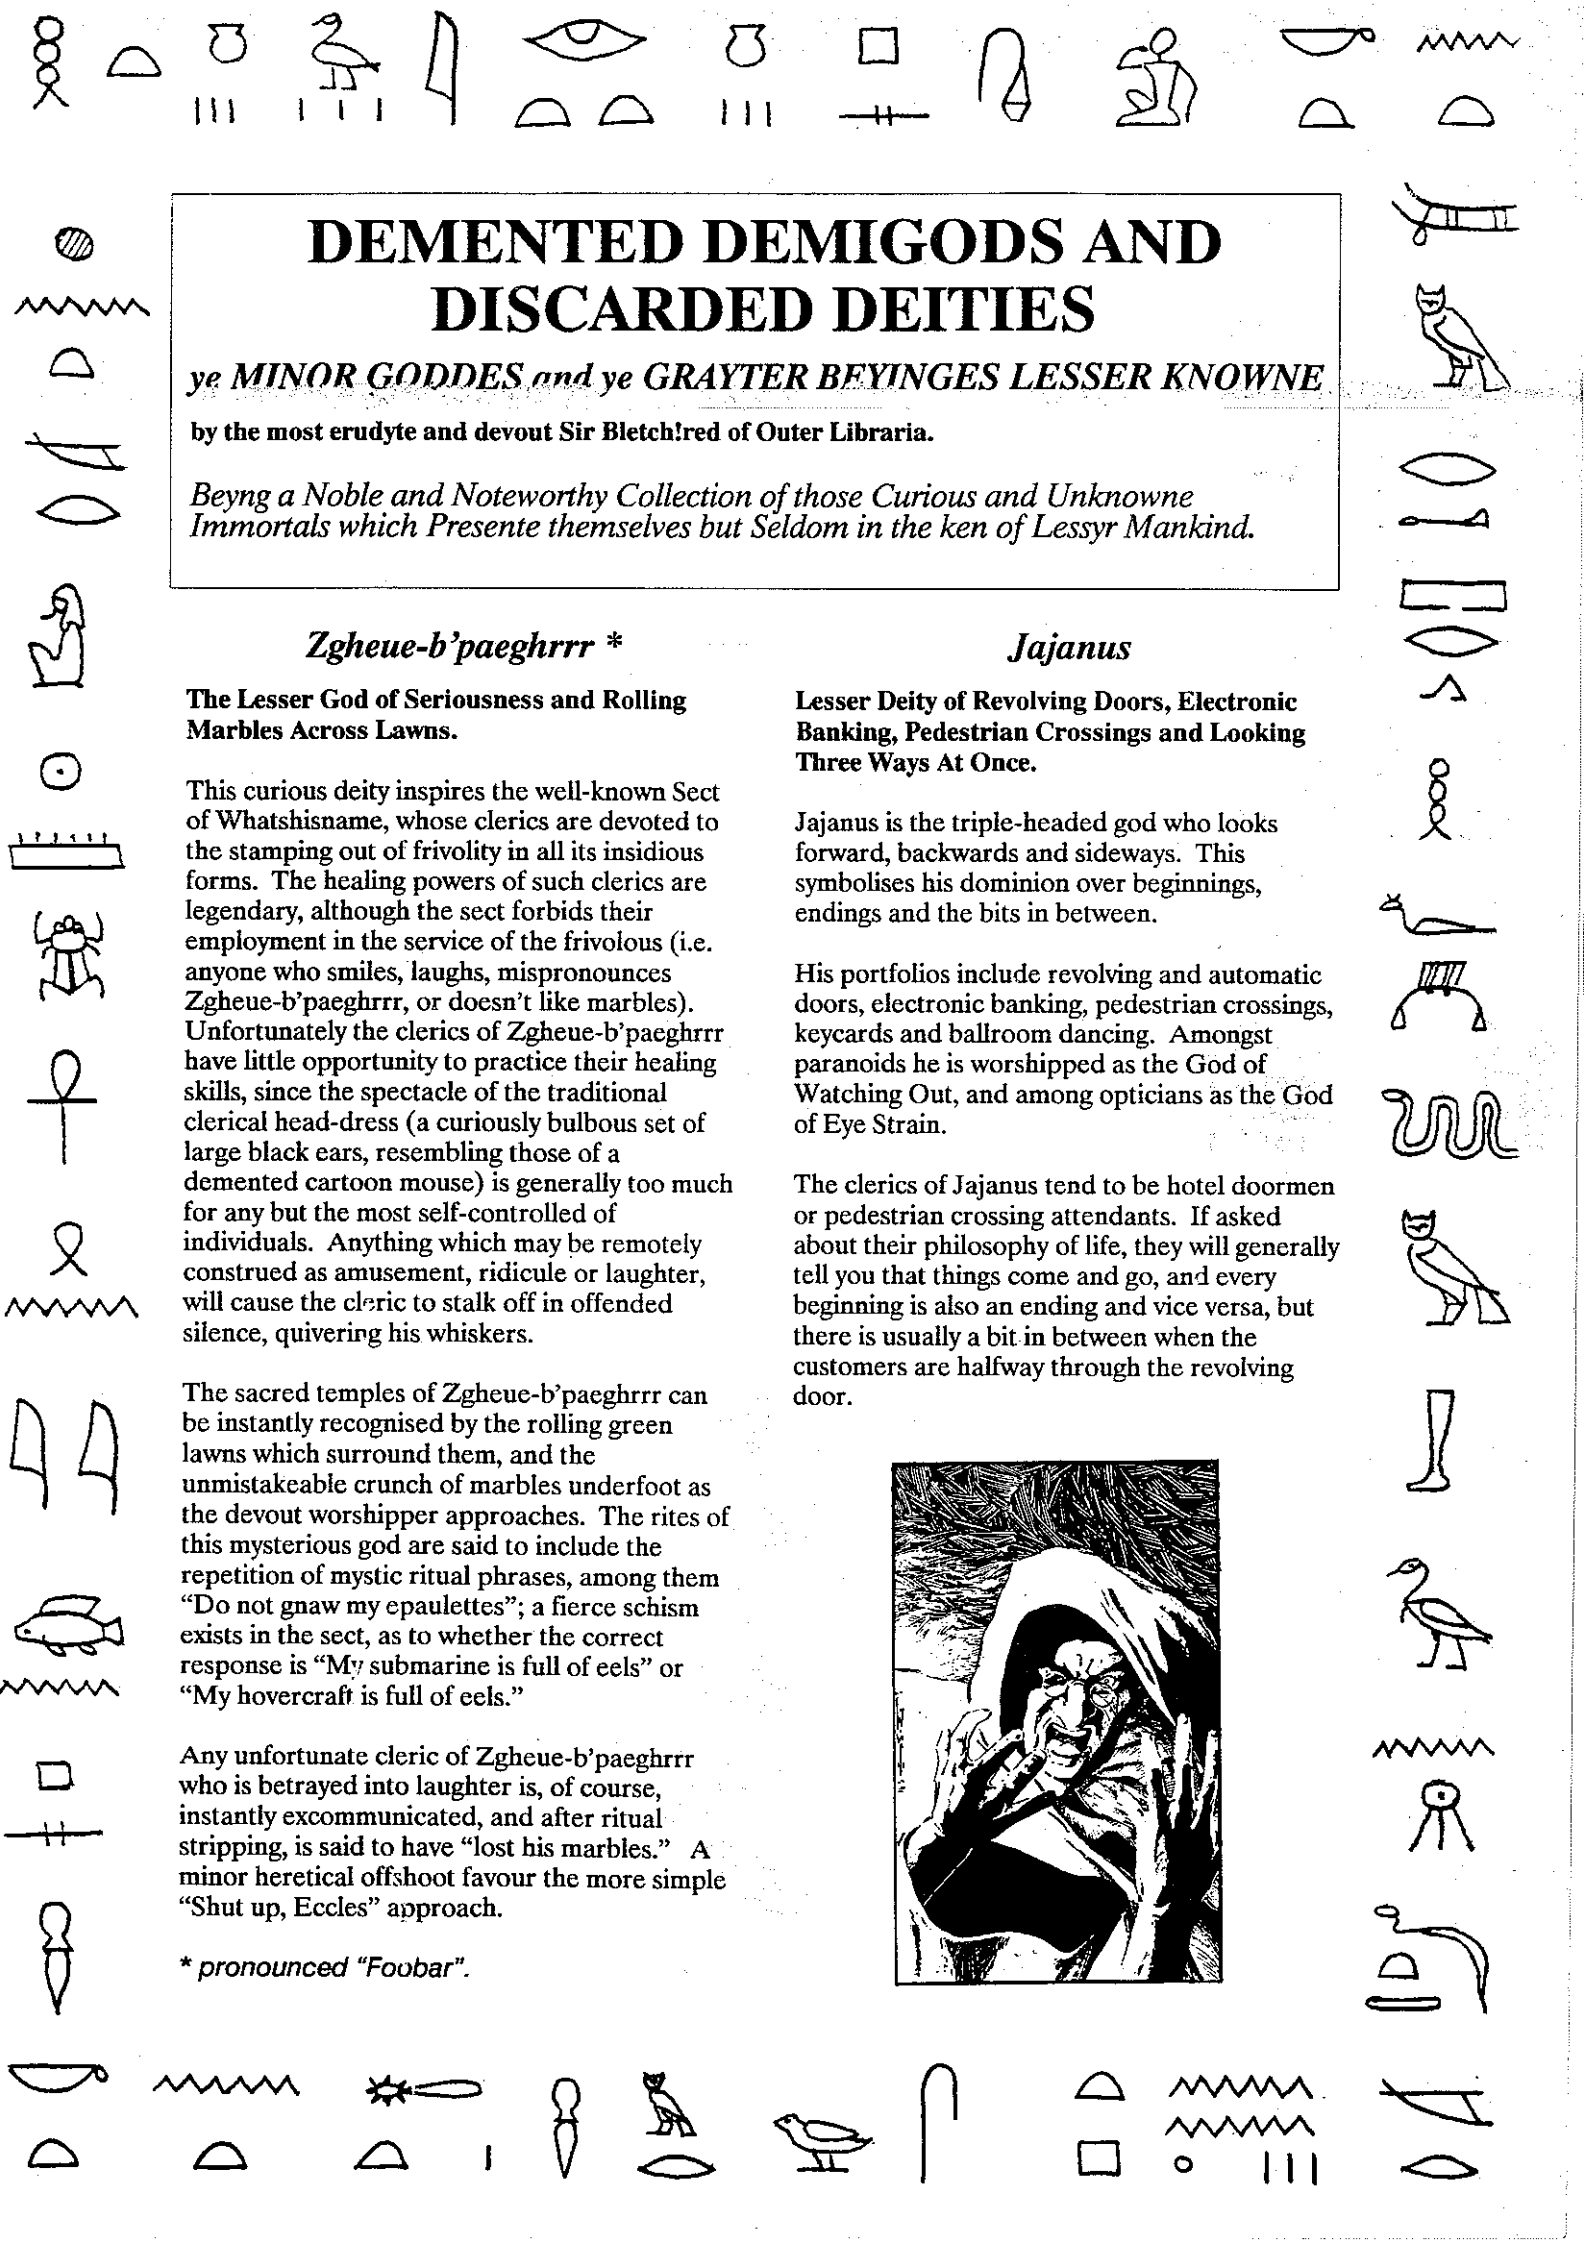 DEMENTED DEMIGODS AND
DISCARDED DEITIES
ye MINOR GODDES and ye GRAYTER BEYINGES LESSER KNOWNE
by the most erudyte and devout Sir Bletch!red of Outer Libraria.
Beyng a Noble and Noteworthy Collection of those Curious and Unknowne
Immortals which Presente themselves but Seldom in the ken of Lessyr Mankind.
Zgheue-b'paeghrrr *
The Lesser God of Seriousness and Rolling
Marbles Across Lawns.
This curious deity inspires the well-known Sect
of Whatshisname, whose clerics are devoted to
the stamping out of frivolity in all its insidious
forms. The healing powers of such clerics are
legendary, although the sect forbids their
employment in the service of the frivolous (i.e.
anyone who smiles, laughs, mispronounces
Zgheue-b'paeghrrr, or doesn't like marbles).
Unfortunately the clerics of Zgheue-b'paeghrrr
have little opportunity to practice their healing
skills, since the spectacle of the traditional
clerical head-dress (a curiously bulbous set of
large black ears, resembling those of a
demented cartoon mouse) is generally too much
for any but the most self-controlled of
individuals. Anything which may be remotely
construed as amusement, ridicule or laughter,
will cause the cleric to stalk off in offended
silence, quivering his whiskers.
The sacred temples of Zgheue-b'paeghrrr can
be instantly recognised by the rolling green
lawns which surround them, and the
unmistakeable crunch of marbles underfoot as
the devout worshipper approaches. The rites of
this mysterious god are said to include the
repetition of mystic ritual phrases, among them
“Do not gnaw my epaulettes”; a fierce schism
exists in the sect, as to whether the correct
response is “My submarine is full of eels” or
“My hovercraft is full of eels.”
Any unfortunate cleric of Zgheue-b'paeghrrr
who is betrayed into laughter is, of course,
instantly excommunicated, and after ritual
stripping, is said to have “lost his marbles.” A
minor heretical offshoot favour the more simple
“Shut up, Eccles” approach.
* pronounced “Foobar”.
Jajanus
Lesser Deity of Revolving Doors, Electronic
Banking, Pedestrian Crossings and Looking
Three Ways At Once.
Jajanus is the triple-headed god who looks
forward, backwards and sideways. This
symbolises his dominion over beginnings,
endings and the bits in between.
His portfolios include revolving and automatic
doors, electronic banking, pedestrian crossings,
keycards and ballroom dancing. Amongst
paranoids he is worshipped as the God of
Watching Out, and among opticians as the God
of Eye Strain.
The clerics of Jajanus tend to be hotel doormen
or pedestrian crossing attendants. If asked
about their philosophy of life, they will generally
tell you that things come and go, and every
beginning is also an ending and vice versa, but
there is usually a bit in between when the
customers are halfway through the revolving
door.